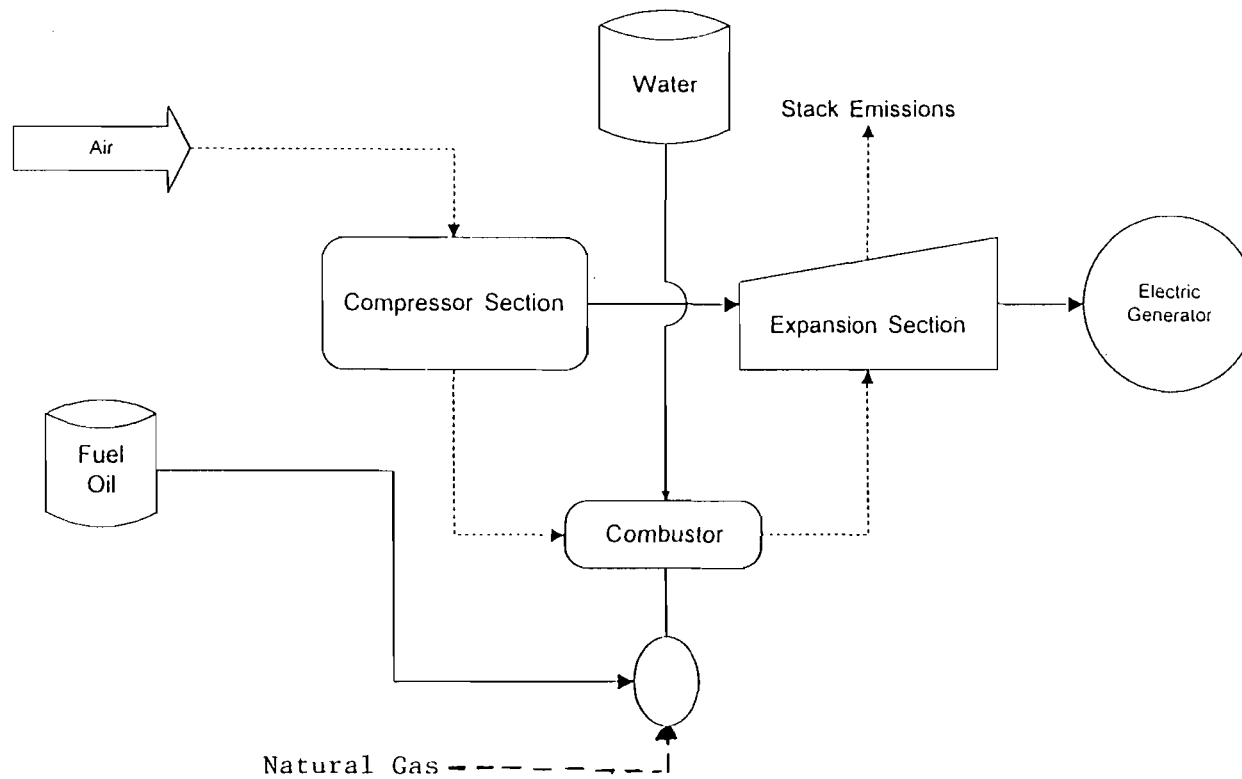 Water
Stack Emissions
Air
Compressor Section
Expansion Section
Electric
Generator
Fuel
Oil
Combustor
Natural Gas